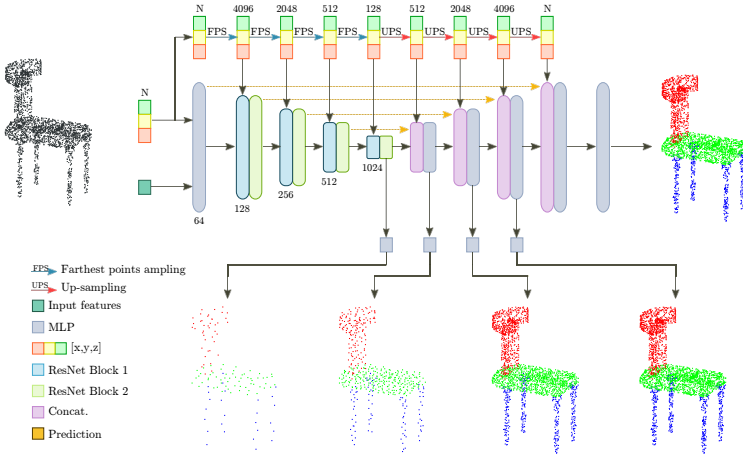 N 4096 2048 512 128 512 2048 4096 N
FPS FPS FPS FPS UPS UPS UPS UPS
N
64
128
256
512
1024
FPS Farthest points ampling
UPS Up-sampling
Input features
MLP
[x,y,z]
ResNet Block 1
ResNet Block 2
Concat.
Prediction